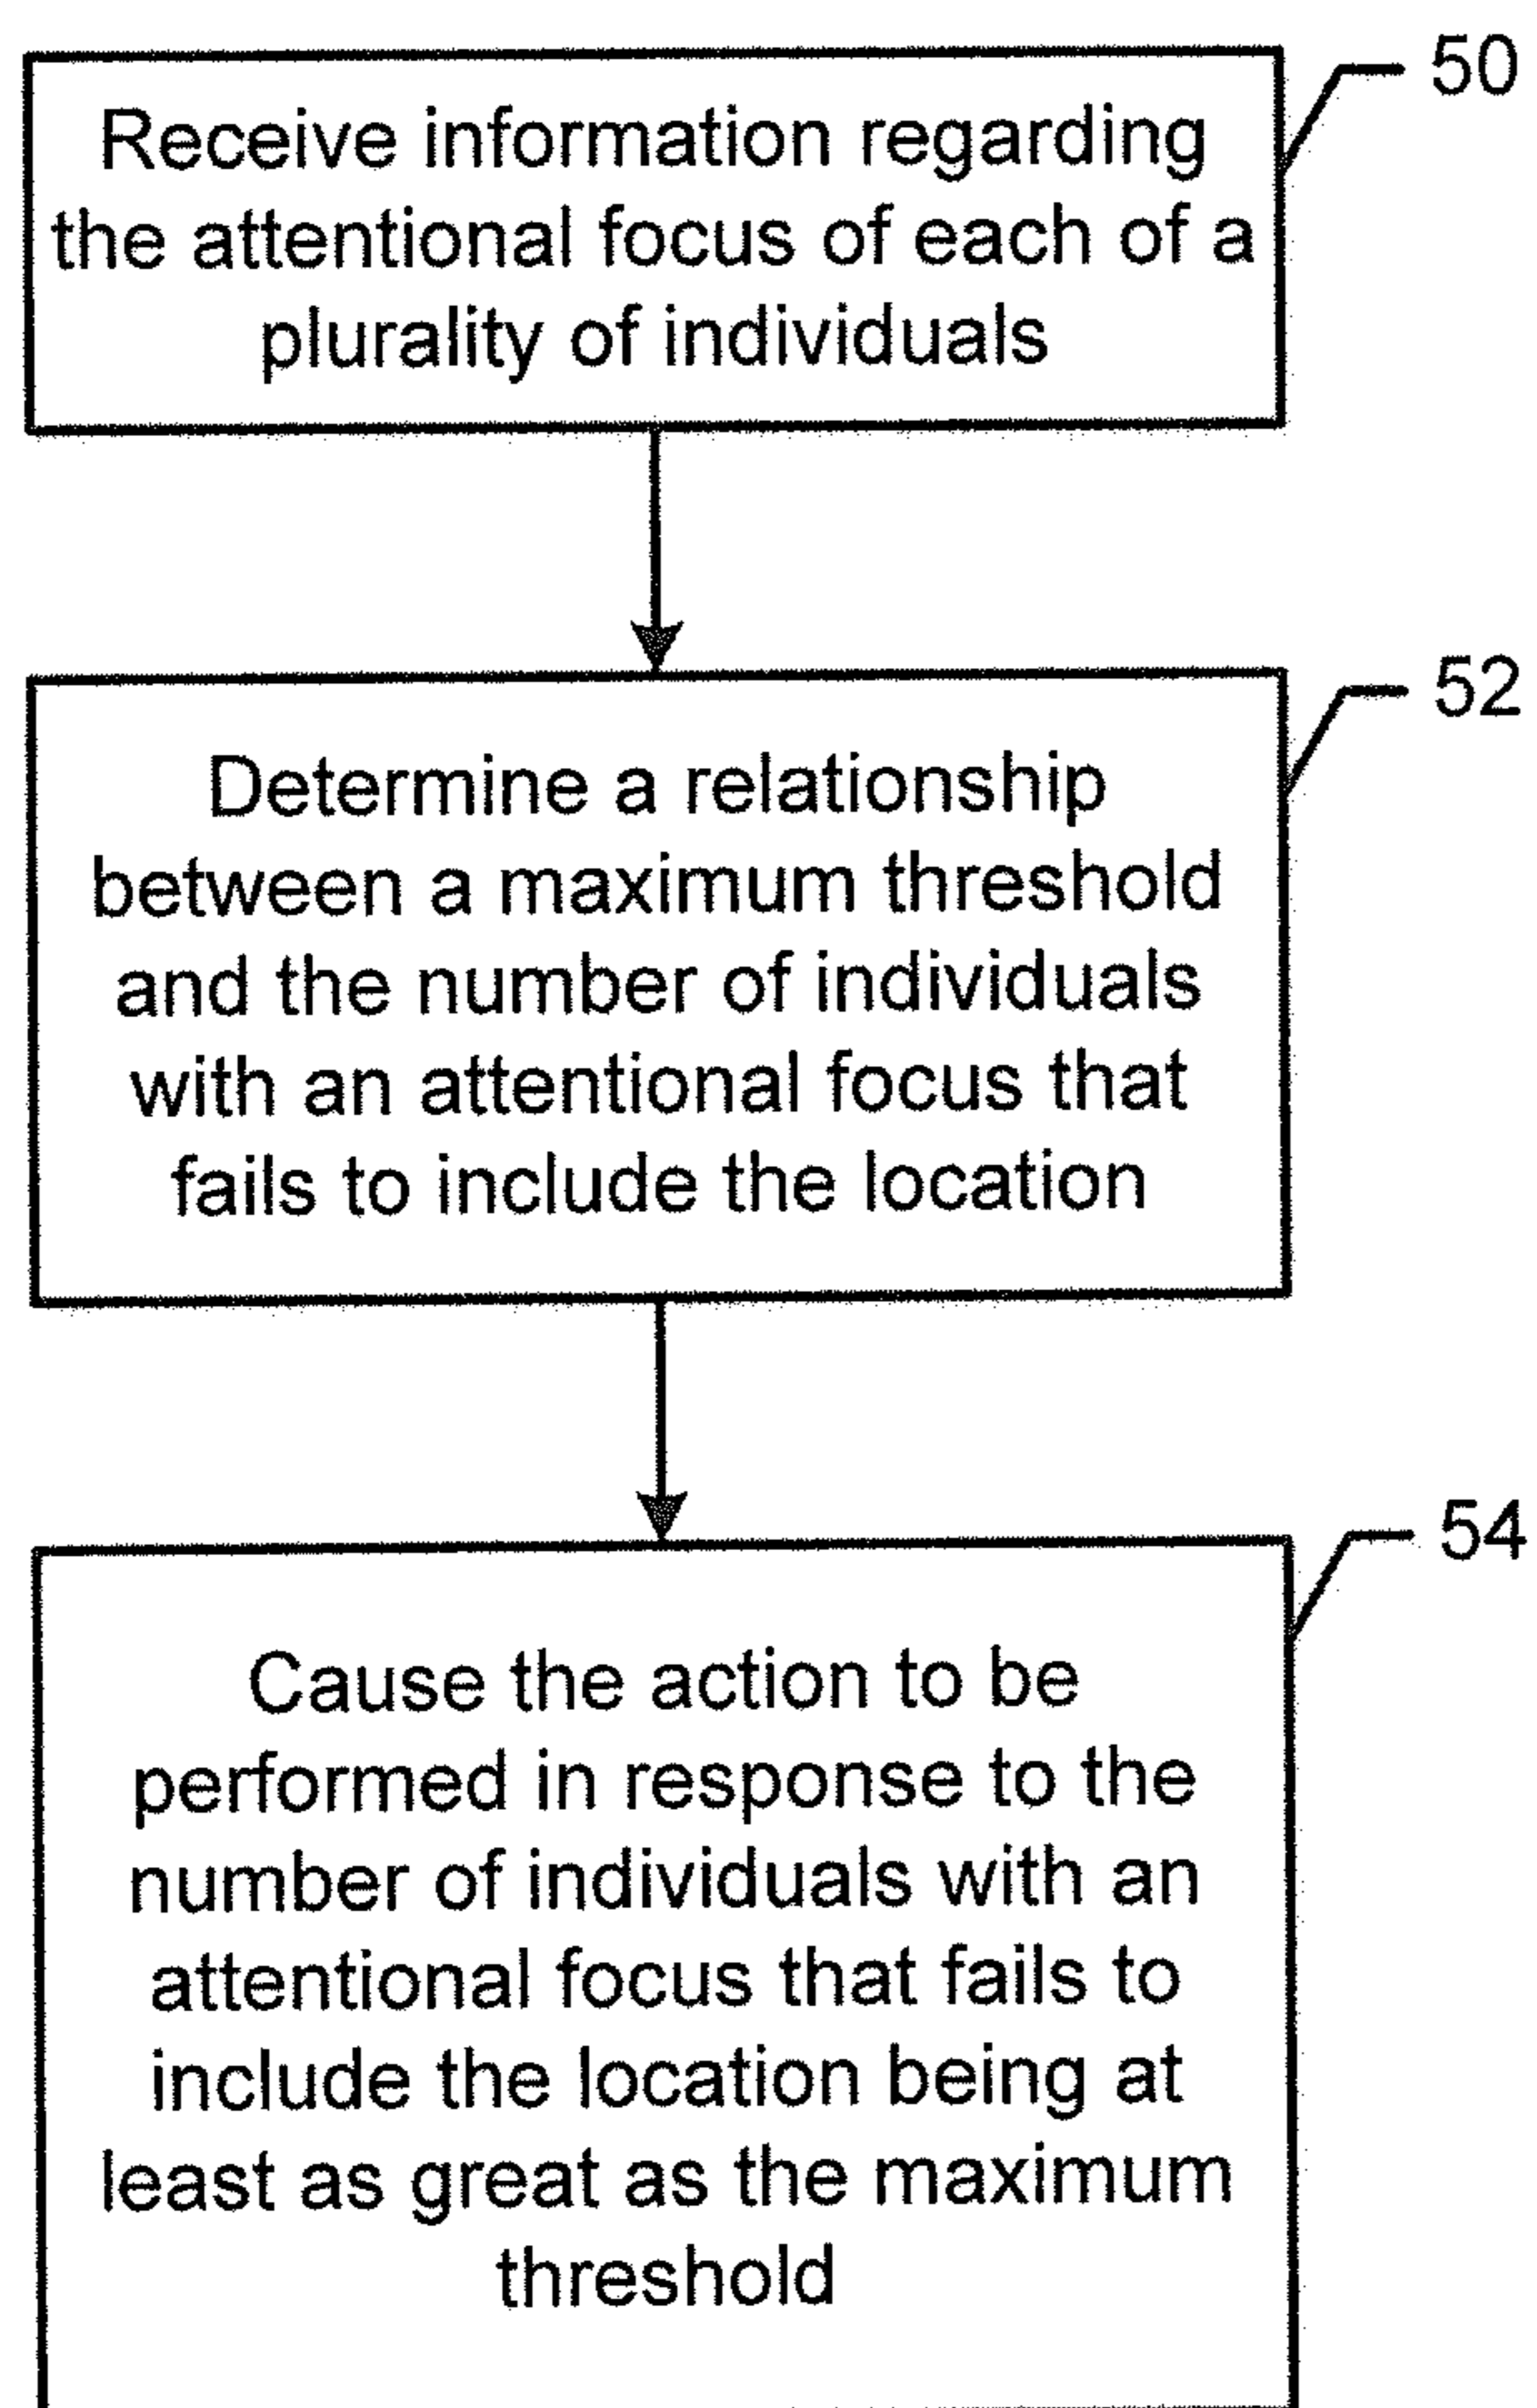 50
Receive information regarding
the attentional focus of each of a
plurality of individuals
52
Determine a relationship
between a maximum threshold
and the number of individuals
with an attentional focus that
fails to include the location
54
Cause the action to be
performed in response to the
number of individuals with an
attentional focus that fails to
include the location being at
least as great as the maximum
threshold